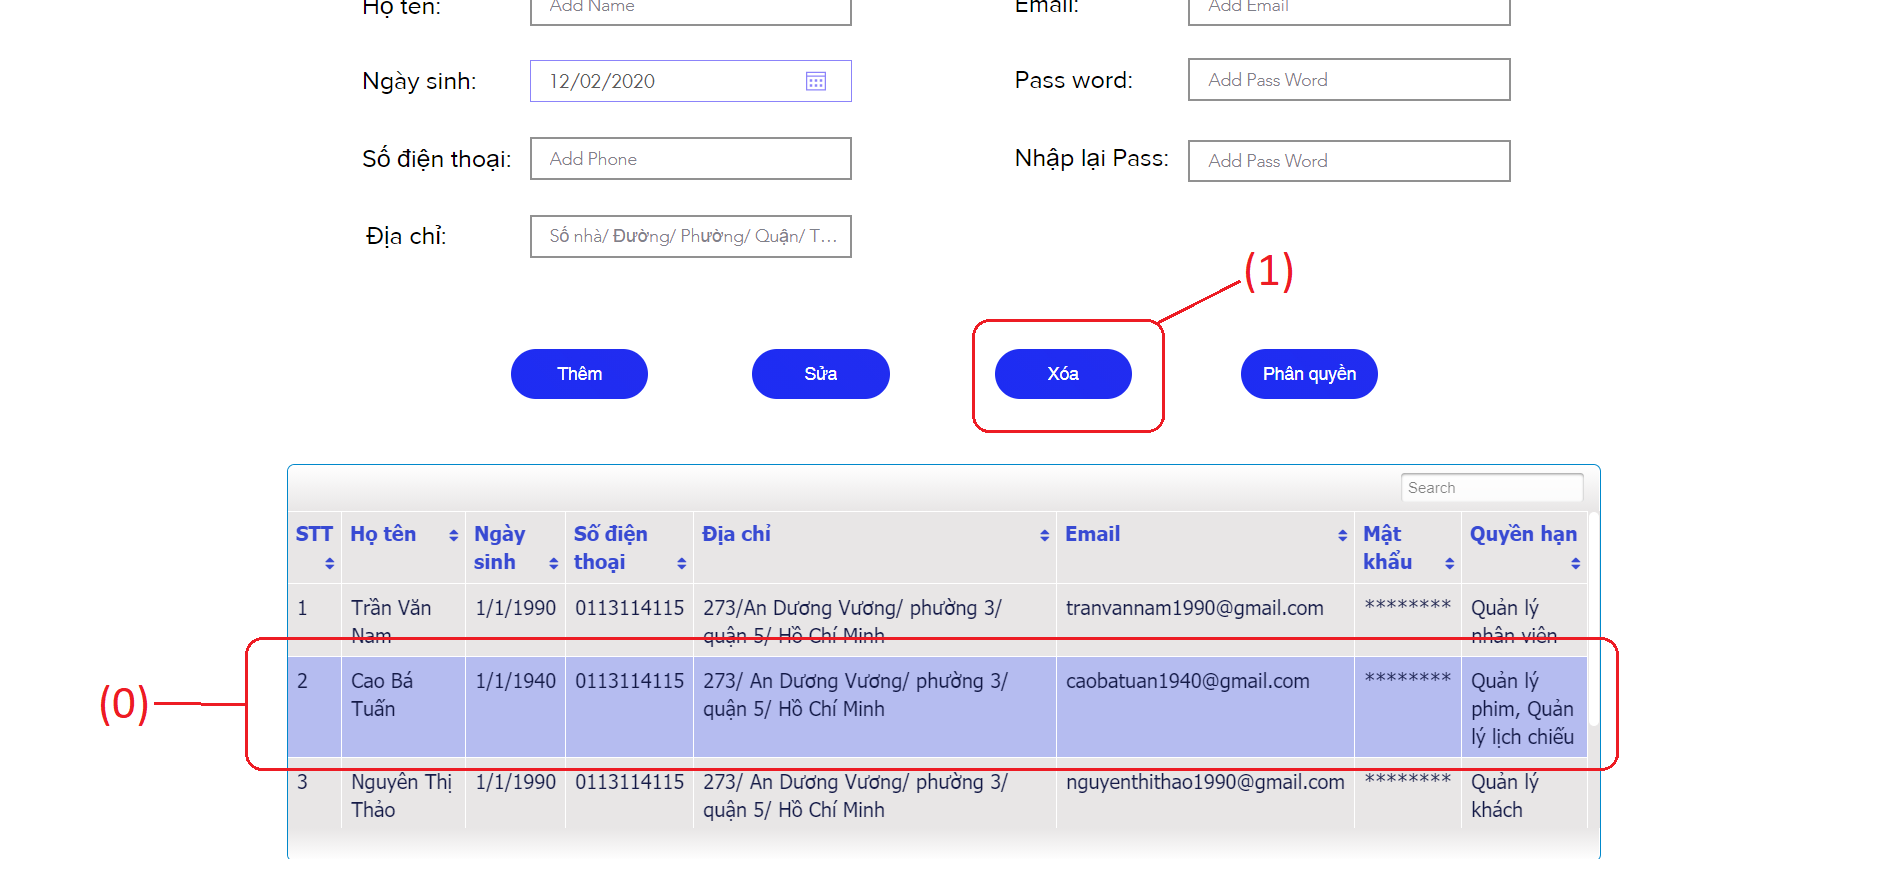 Họ tên: Add Name Email: Add Email
Ngày sinh: 12/02/2020 Pass word: Add Pass Word
Số điện thoại: Add Phone Nhập lại Pass: Add Pass Word
Địa chỉ: Số nhà/ Đường/ Phường/ Quận/ T...
(1)
Thêm Sửa Xóa Phân quyền
Search
STT Họ tên Ngày Số điện Địa chỉ Email Mật Quyền hạn
sinh thoại khẩu
1 Trần Văn 1/1/1990 0113114115 273/An Dương Vương/ phường 3/ tranvannam1990@gmail.com ******** Quản lý
Nam quận 5/ Hồ Chí Minh nhân viên
(0)
2 Cao Bá 1/1/1940 0113114115 273/ An Dương Vương/ phường 3/ caobatuan1940@gmail.com ******** Quản lý
Tuấn quận 5/ Hồ Chí Minh phim, Quản
lý lịch chiếu
3 Nguyên Thị 1/1/1990 0113114115 273/ An Dương Vương/ phường 3/ nguyenthithao1990@gmail.com ******** Quản lý
Thảo quận 5/ Hồ Chí Minh khách